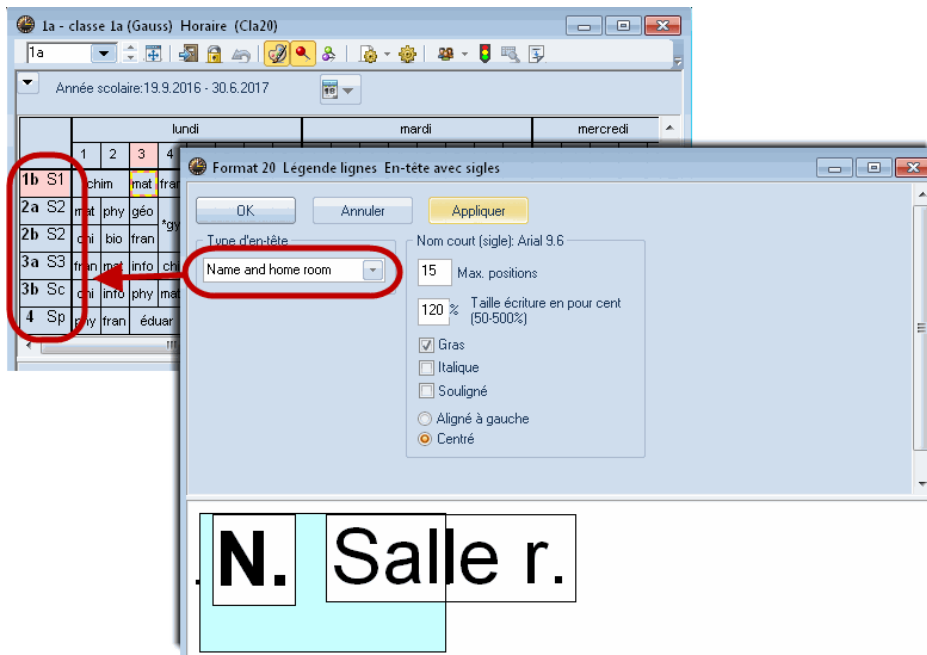 1a - classe 1a (Gauss) Horaire (Cla20)
1a
Année scolaire:19.9.2016 - 30.6.2017
lundi mardi mercredi
1 2 3 4
1b S1 chim mat fran
2a S2 mat phy géo
*gy
2b S2 chi bio fran
3a S3 fran mat info chi
3b Sc chi info phy mat
4 Sp phy fran éduar
Format 20 Légende lignes En-tête avec sigles
OK Annuler Appliquer
Type d'en-tête
Name and home room
Nom court (sigle): Arial 9.6
15 Max. positions
120 % Taille écriture en pour cent
(50-500%)
Gras
Italique
Souligné
Aligné à gauche
Centré
. N. Salle r.